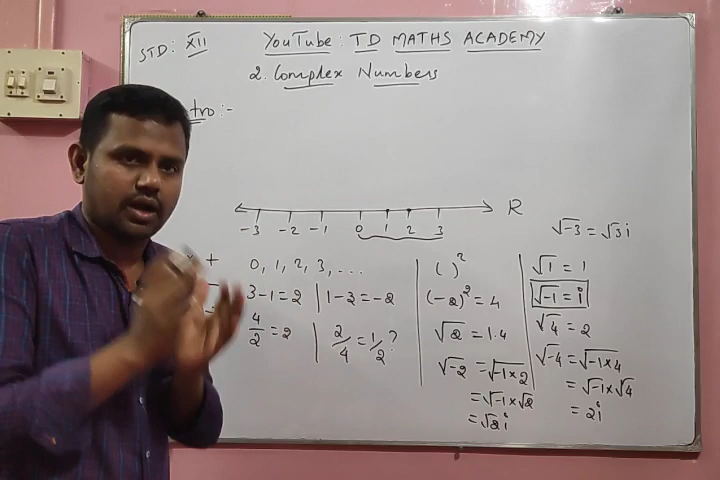 STD: XII YouTube: TD MATHS ACADEMY
2. Complex Numbers
tro:-
-3 -2 -1 0 1 2 3 R
√-3 = √3 i
+ 0, 1, 2, 3, ...
3-1=2 | 1-3=-2
4/2 = 2 | 2/4 = 1/2 ?
( )²
(-2)² = 4
√2 = 1.4
√-2 = √-1×2
= √-1 × √2
= √2 i
√1 = 1
√-1 = i
√4 = 2
√-4 = √-1×4
= √-1 × √4
= 2i